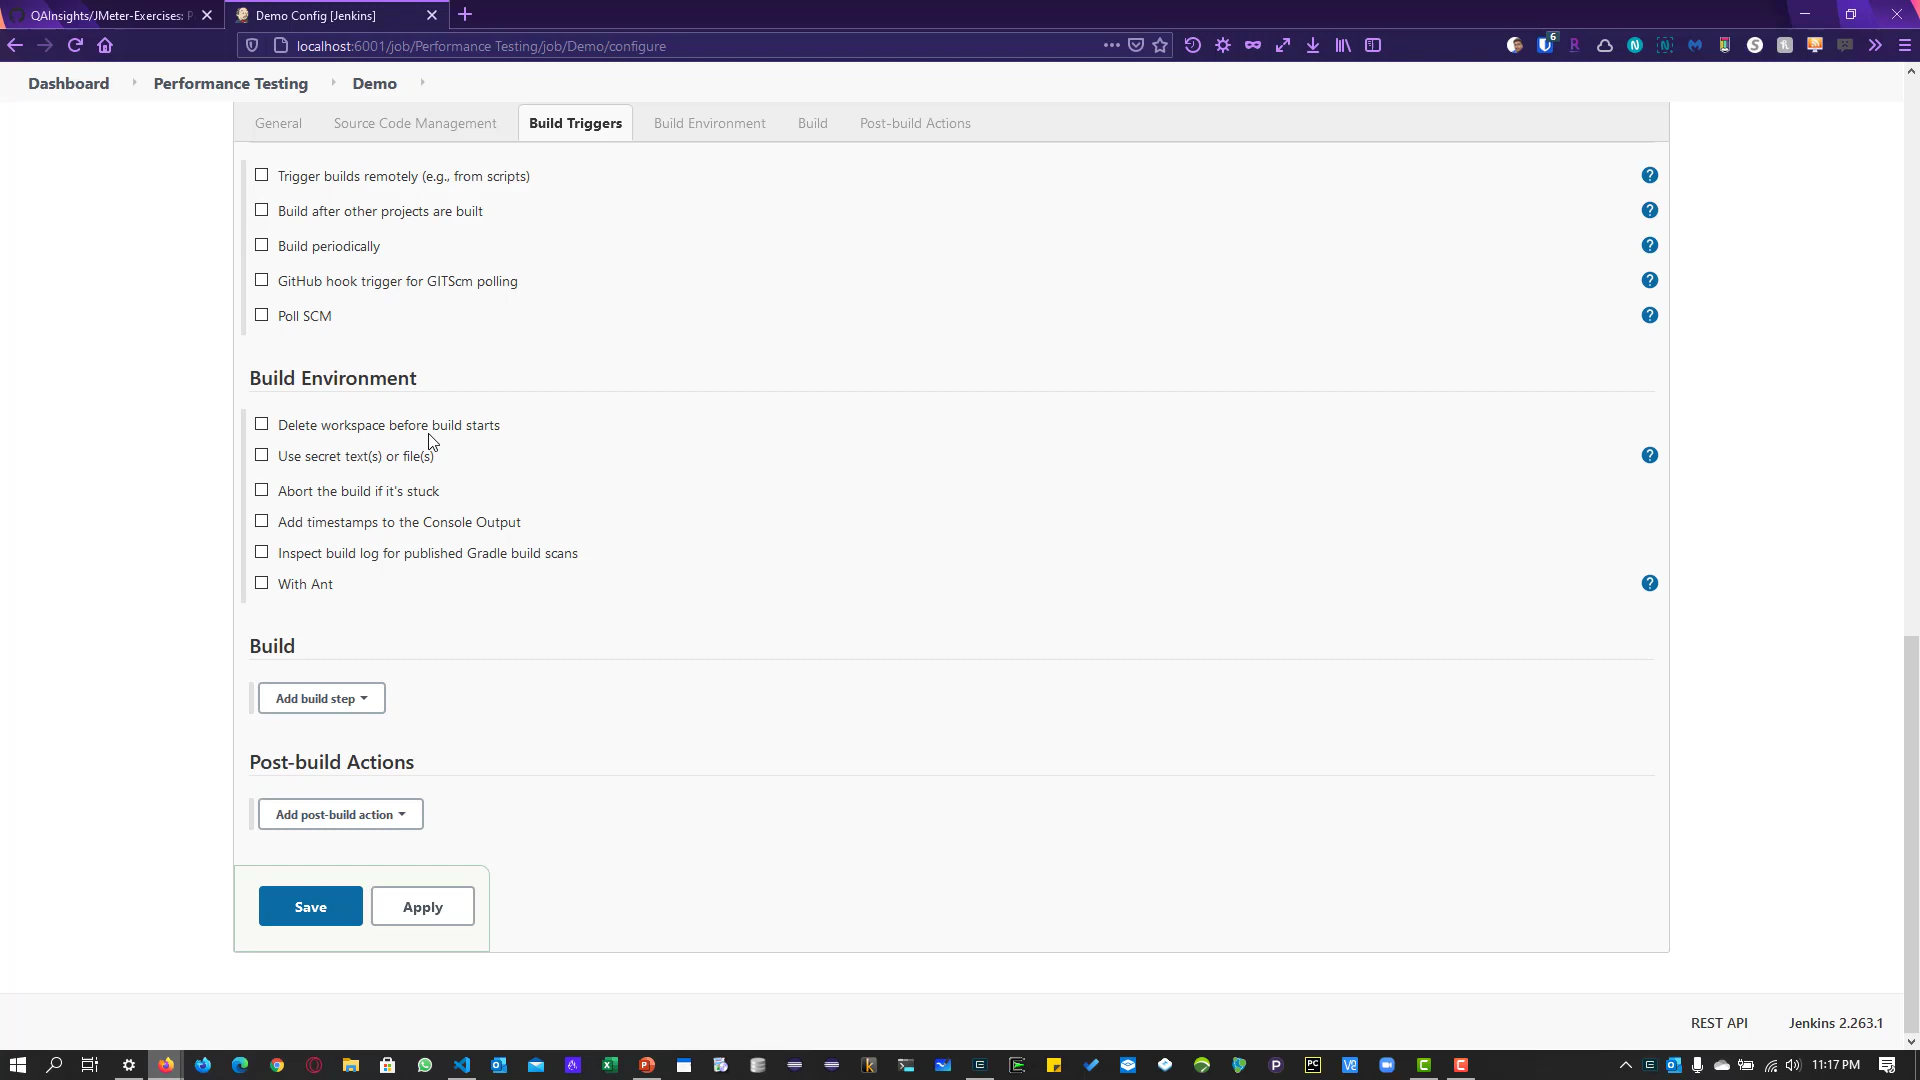 QAInsights/JMeter-Exercises: P
Demo Config [Jenkins]
localhost:6001/job/Performance Testing/job/Demo/configure
6
Dashboard
Performance Testing
Demo
General
Source Code Management
Build Triggers
Build Environment
Build
Post-build Actions
Trigger builds remotely (e.g., from scripts)
Build after other projects are built
Build periodically
GitHub hook trigger for GITScm polling
Poll SCM
Build Environment
Delete workspace before build starts
Use secret text(s) or file(s)
Abort the build if it's stuck
Add timestamps to the Console Output
Inspect build log for published Gradle build scans
With Ant
Build
Add build step
Post-build Actions
Add post-build action
Save
Apply
REST API
Jenkins 2.263.1
11:17 PM